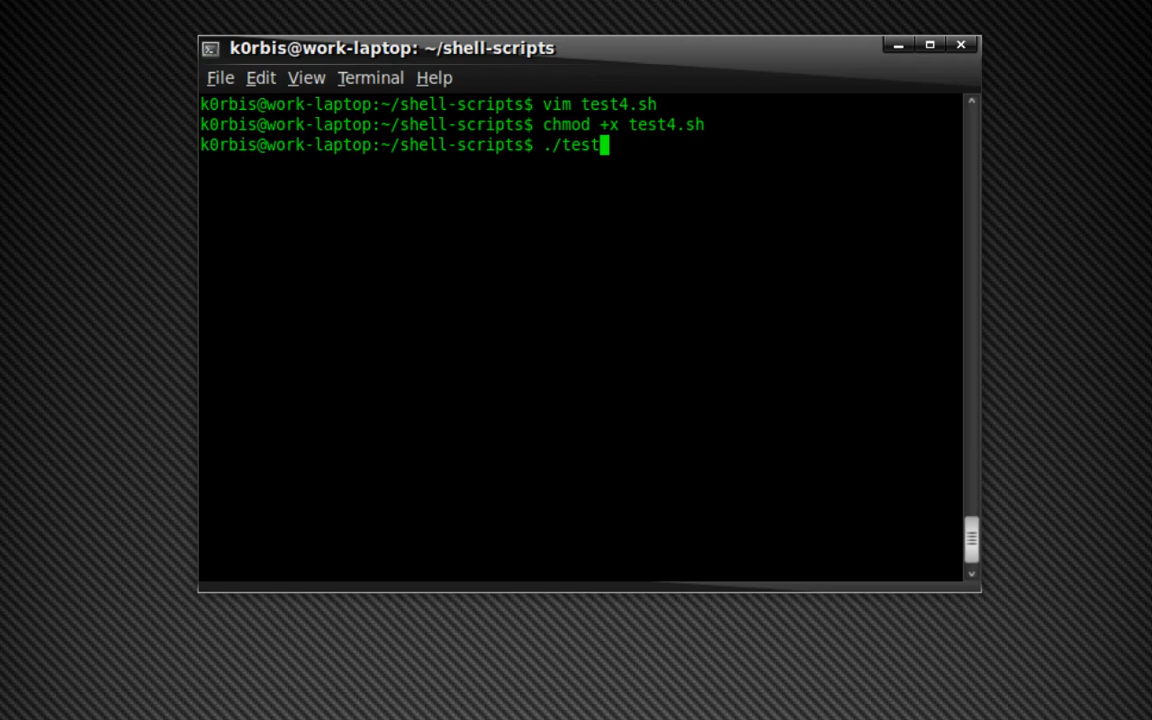 k0rbis@work-laptop: ~/shell-scripts
File Edit View Terminal Help
k0rbis@work-laptop:~/shell-scripts$ vim test4.sh
k0rbis@work-laptop:~/shell-scripts$ chmod +x test4.sh
k0rbis@work-laptop:~/shell-scripts$ ./test